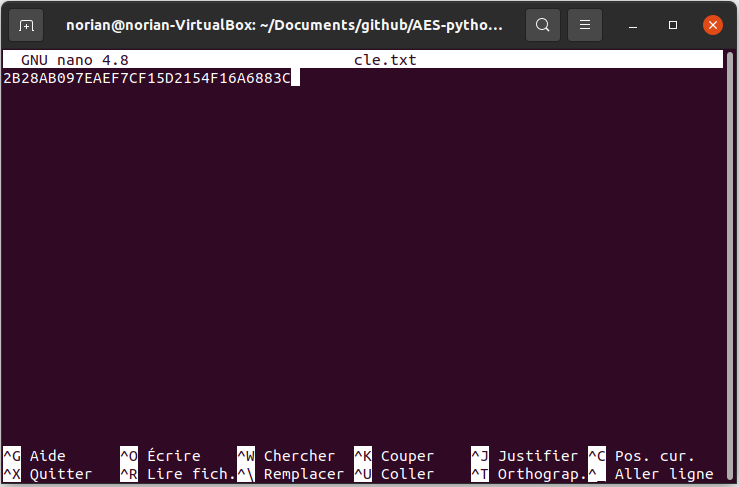 norian@norian-VirtualBox: ~/Documents/github/AES-pytho…
GNU nano 4.8 cle.txt
2B28AB097EAEF7CF15D2154F16A6883C
^G Aide ^O Écrire ^W Chercher ^K Couper ^J Justifier ^C Pos. cur.
^X Quitter ^R Lire fich. ^\ Remplacer ^U Coller ^T Orthograp. ^_ Aller ligne